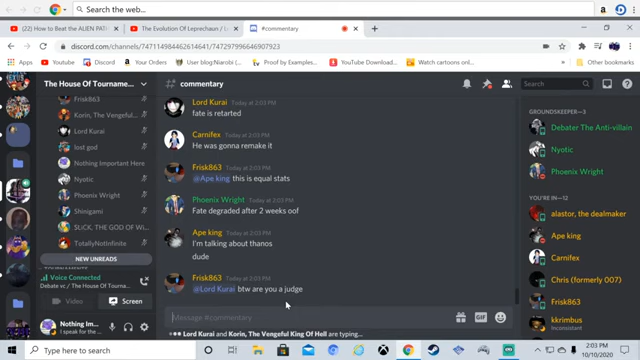 Search the web
(22) How to Beat the ALIEN PAT
The Evolution Of Leprechaun / L
#commentary
discord.com/channels/747114984462614641/747297996646907923
Apps
YouTube
Bookmarks
User blog:Narobi
Proof by Examples...
Download YouTube...
Watch cartoons onl...
Other bookmarks
The House Of Tourname...
# commentary
Search
Frisk863
Korin, The Vengeful...
Lord Kurai
lost god
Nothing Important Here
Nyotic
Phoenix Wright
Shinigami
SLICK, THE GOD OF WI
TotallyNotinfinite
NEW UNREADS
Voice Connected
Debate vc / The House Of Tourna...
Video
Screen
Nothing Im...
I speak for the...
Lord Kurai Today at 2:03 PM
fate is retarted
Carnifex Today at 2:03 PM
He was gonna remake it
Frisk863 Today at 2:03 PM
@Ape king this is equal stats
Phoenix Wright Today at 2:03 PM
Fate degraded after 2 weeks oof
Ape king Today at 2:03 PM
I'm talking about thanos
dude
Frisk863 Today at 2:03 PM
@Lord Kurai btw are you a judge
Message #commentary
GIF
Lord Kurai and Korin, The Vengeful King Of Hell are typing...
GROUNDSKEEPER—3
Debater The Anti-villain
Nyotic
Phoenix Wright
YOU'RE IN—12
alastor, the dealmaker
Ape king
Carnifex
Chris (formerly 007)
Frisk863
kkrimbus
Inconsistent
Type here to search
2:03 PM
10/10/2020